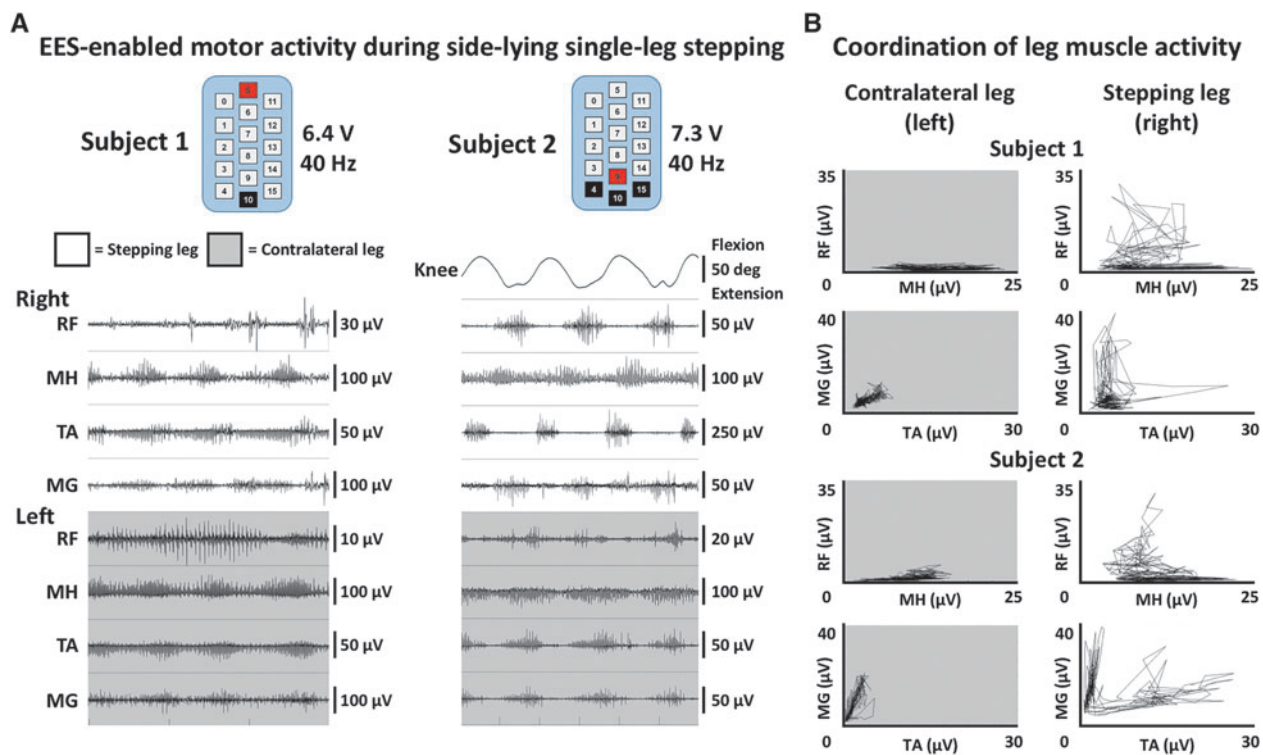 A
EES-enabled motor activity during side-lying single-leg stepping
Subject 1
5
0 11
6
1 12
7
2 13
8
3 14
9
4 15
10
6.4 V
40 Hz
Subject 2
5
0 11
6
1 12
7
2 13
8
3 14
9
4 15
10
7.3 V
40 Hz
= Stepping leg
= Contralateral leg
Knee
Flexion
50 deg
Extension
Right
RF 30 μV
MH 100 μV
TA 50 μV
MG 100 μV
Left
RF 10 μV
MH 100 μV
TA 50 μV
MG 100 μV
50 μV
100 μV
250 μV
50 μV
20 μV
100 μV
50 μV
50 μV
B
Coordination of leg muscle activity
Contralateral leg
(left)
Stepping leg
(right)
Subject 1
35
RF (μV)
0 MH (μV) 25
35
RF (μV)
0 MH (μV) 25
40
MG (μV)
0 TA (μV) 30
40
MG (μV)
0 TA (μV) 30
Subject 2
35
RF (μV)
0 MH (μV) 25
35
RF (μV)
0 MH (μV) 25
40
MG (μV)
0 TA (μV) 30
40
MG (μV)
0 TA (μV) 30